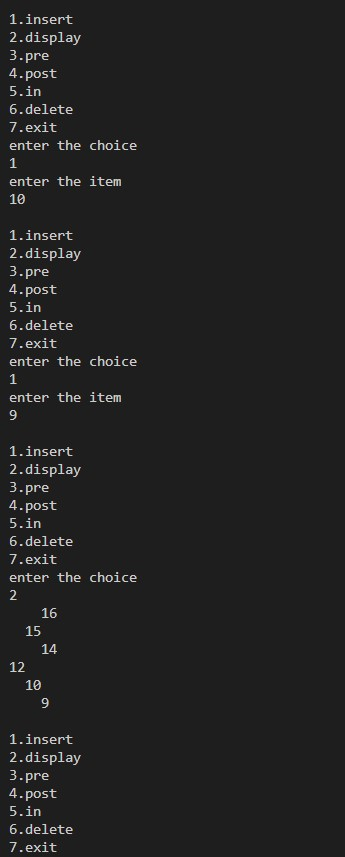 1.insert
2.display
3.pre
4.post
5.in
6.delete
7.exit
enter the choice
1
enter the item
10
1.insert
2.display
3.pre
4.post
5.in
6.delete
7.exit
enter the choice
1
enter the item
9
1.insert
2.display
3.pre
4.post
5.in
6.delete
7.exit
enter the choice
2
    16
  15
    14
12
  10
    9
1.insert
2.display
3.pre
4.post
5.in
6.delete
7.exit